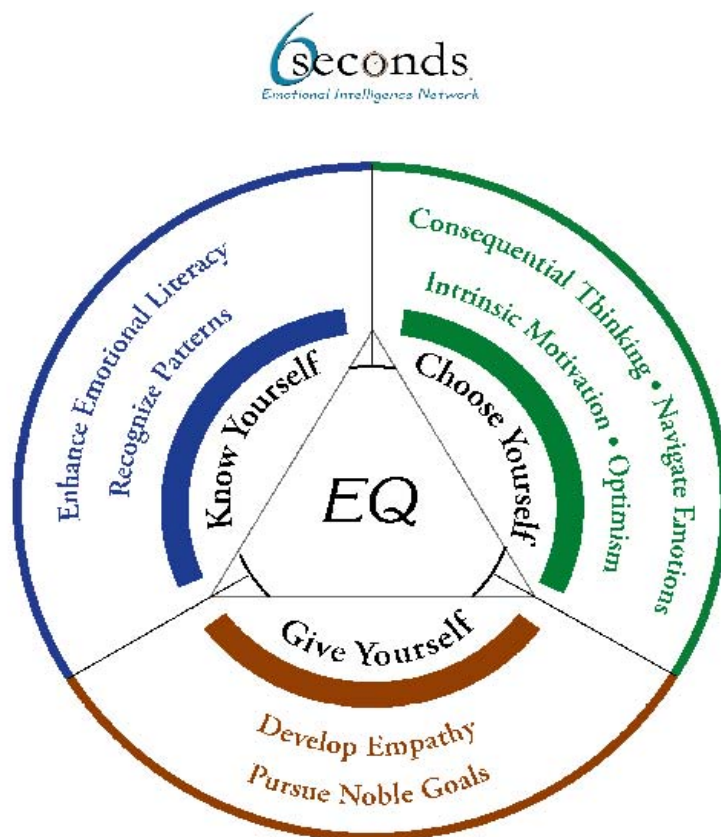 6seconds.
Emotional Intelligence Network
Enhance Emotional Literacy
Recognize Patterns
Know Yourself
Consequential Thinking • Navigate Emotions
Intrinsic Motivation • Optimism
Choose Yourself
EQ
Give Yourself
Develop Empathy
Pursue Noble Goals